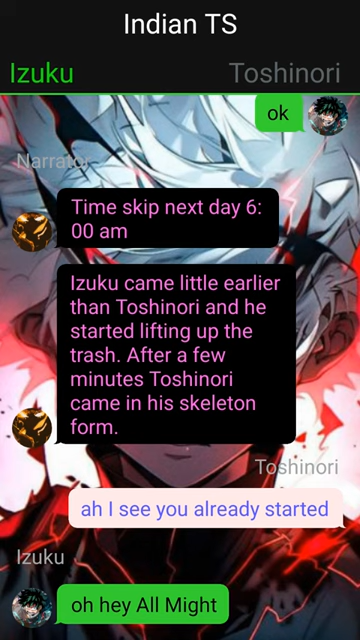 Indian TS
Izuku Toshinori
ok
Narrator
Time skip next day 6:
00 am
Izuku came little earlier
than Toshinori and he
started lifting up the
trash. After a few
minutes Toshinori
came in his skeleton
form.
Toshinori
ah I see you already started
Izuku
oh hey All Might